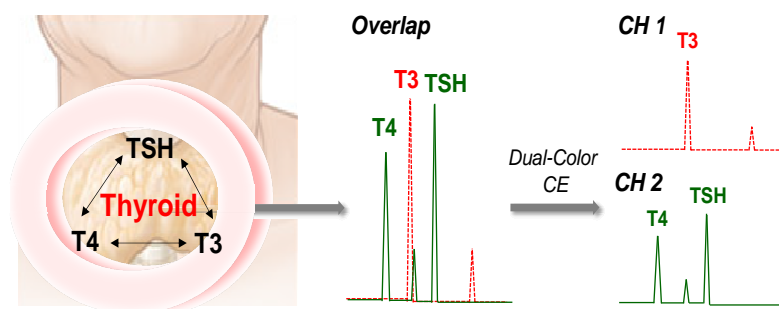 TSH
Thyroid
T4
T3
Overlap
T4
T3
TSH
Dual-Color
CE
CH 1
T3
CH 2
T4
TSH